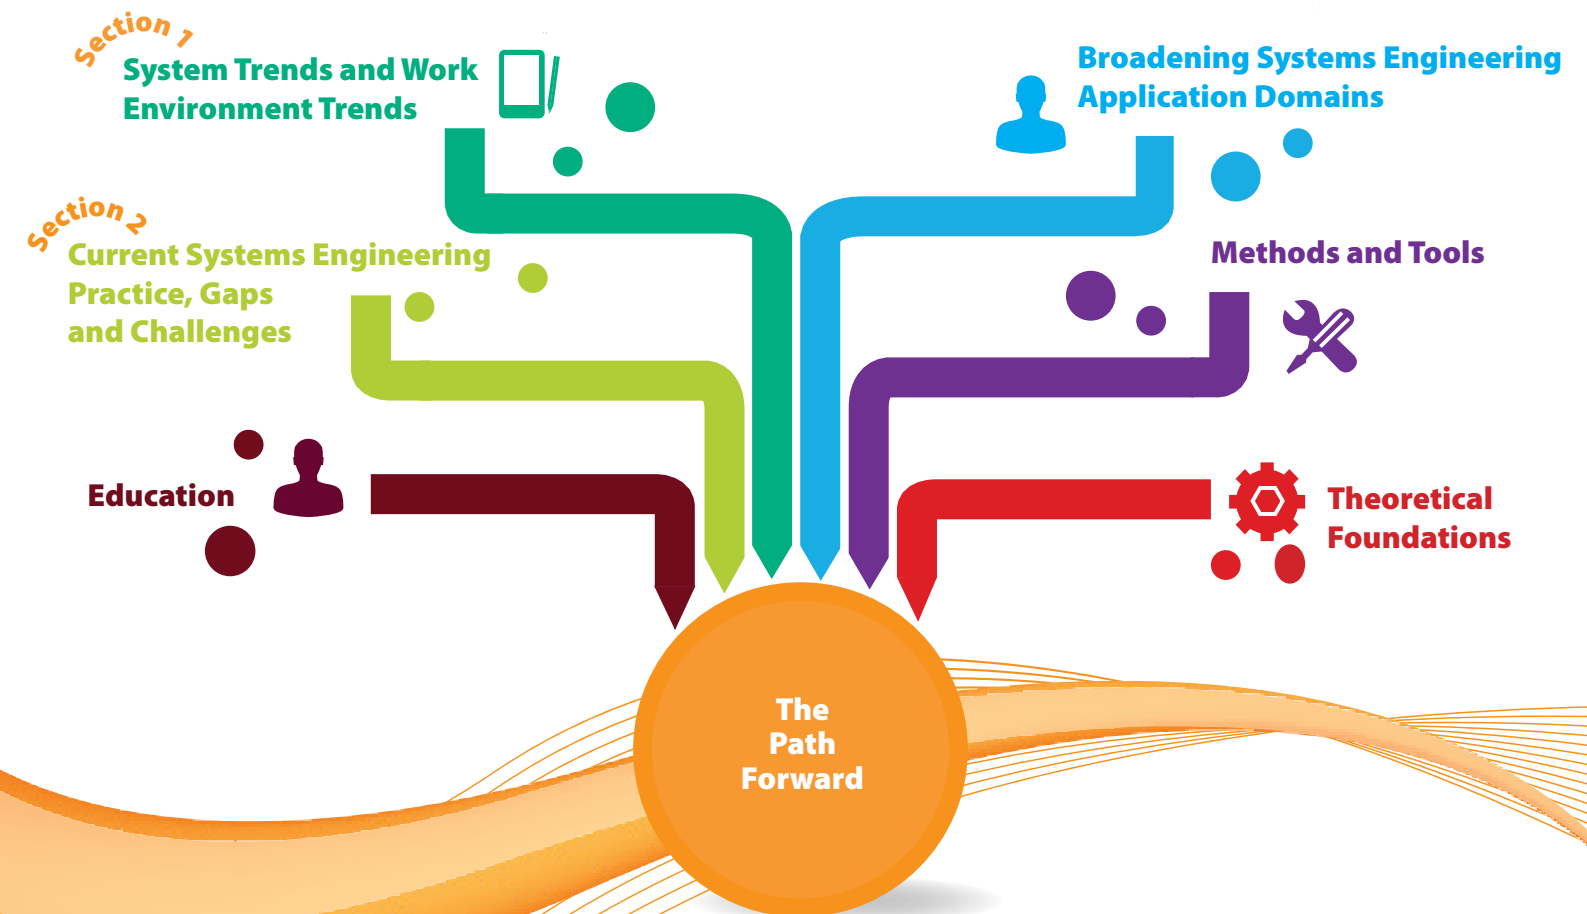 Section 1
System Trends and Work
Environment Trends
Broadening Systems Engineering
Application Domains
Section 2
Current Systems Engineering
Practice, Gaps
and Challenges
Methods and Tools
Education
Theoretical
Foundations
The
Path
Forward